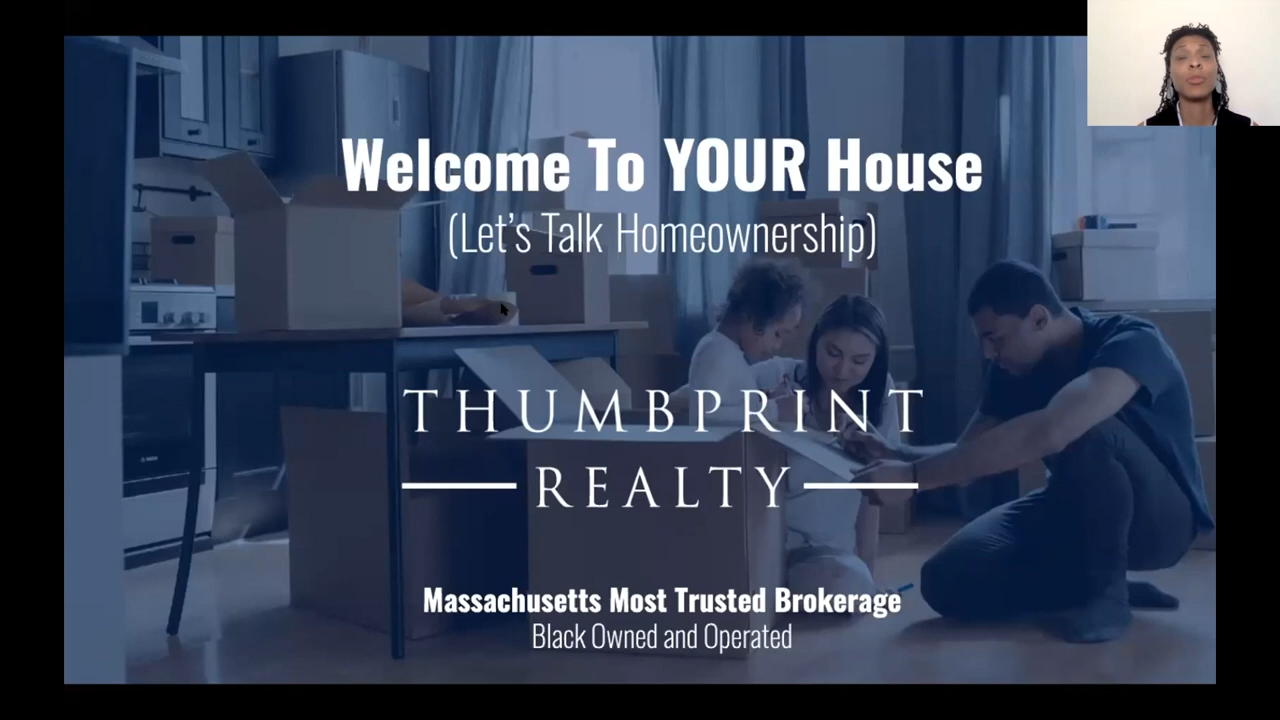 Welcome To YOUR House
(Let's Talk Homeownership)
THUMBPRINT
REALTY
Massachusetts Most Trusted Brokerage
Black Owned and Operated